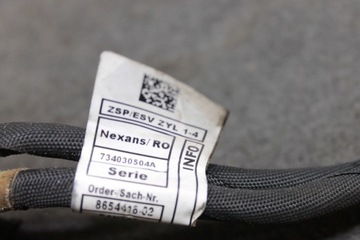 ZSP/ESV ZYL 1-4
Nexans/RO
734030504A
Serie
INFO
Order-/Sach-Nr.
8654416-02